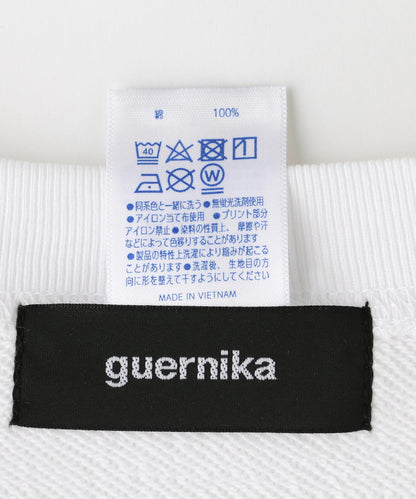 綿 100%
40
W
●同系色と一緒に洗う ●無蛍光洗剤使用
●アイロン当て布使用 ●プリント部分
アイロン禁止 ●染料の性質上、摩擦や汗
などによって色移りすることがあります
●製品の特性上洗濯により縮みが起こる
ことがあります ●洗濯後、生地目の方
向に形を整えて干すようにしてください
MADE IN VIETNAM
guernika